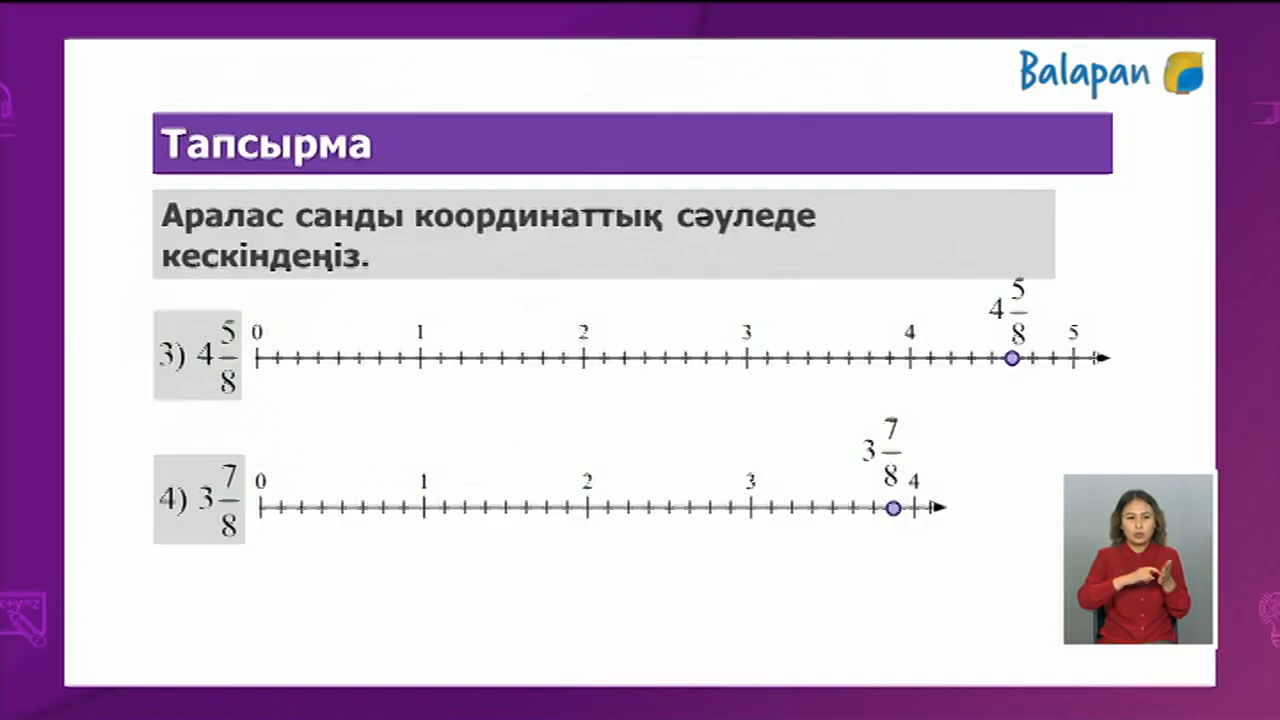 Balapan
Тапсырма
Аралас санды координаттық сәуледе
кескіндеңіз.
3) 4 5/8
0 1 2 3 4 4 5/8 5
4) 3 7/8
0 1 2 3 3 7/8 4
x+y=z